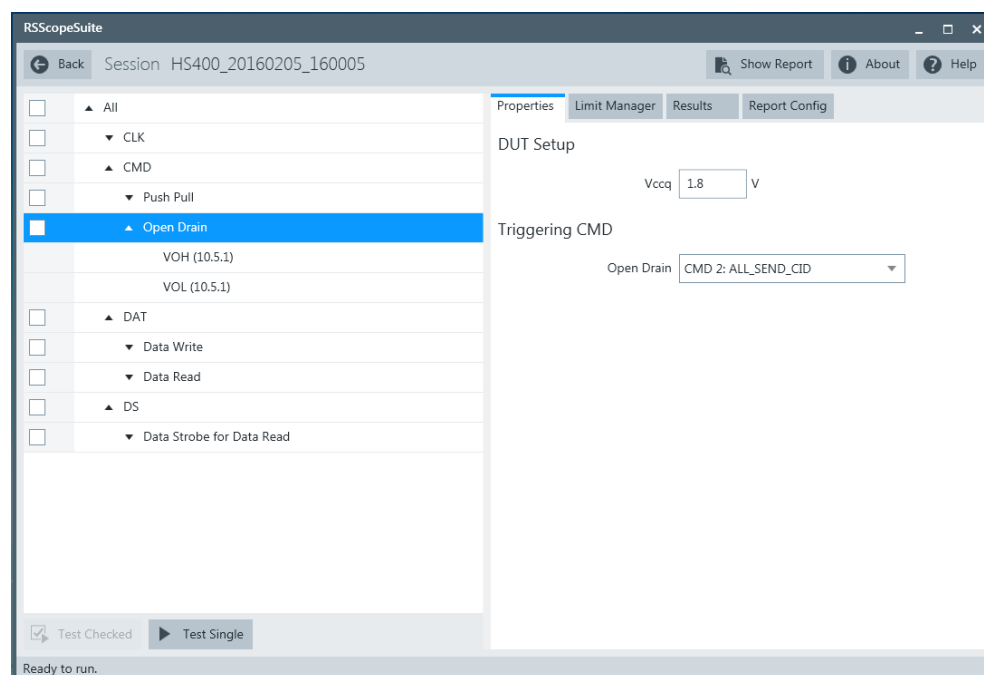 RSScopeSuite
Back Session HS400_20160205_160005 Show Report About Help
All
CLK
CMD
Push Pull
Open Drain
VOH (10.5.1)
VOL (10.5.1)
DAT
Data Write
Data Read
DS
Data Strobe for Data Read
Test Checked Test Single
Properties Limit Manager Results Report Config
DUT Setup
Vccq 1.8 V
Triggering CMD
Open Drain CMD 2: ALL_SEND_CID
Ready to run.